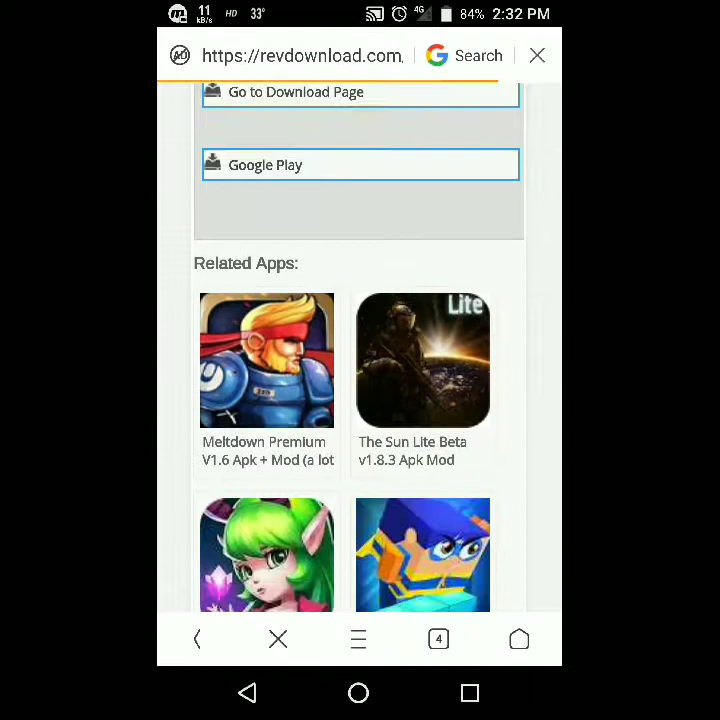 11
kB/s
HD
33°
4G
84%
2:32 PM
AD
https://revdownload.com,
Search
Go to Download Page
Google Play
Related Apps:
Lite
Meltdown Premium
V1.6 Apk + Mod (a lot
The Sun Lite Beta
v1.8.3 Apk Mod
4